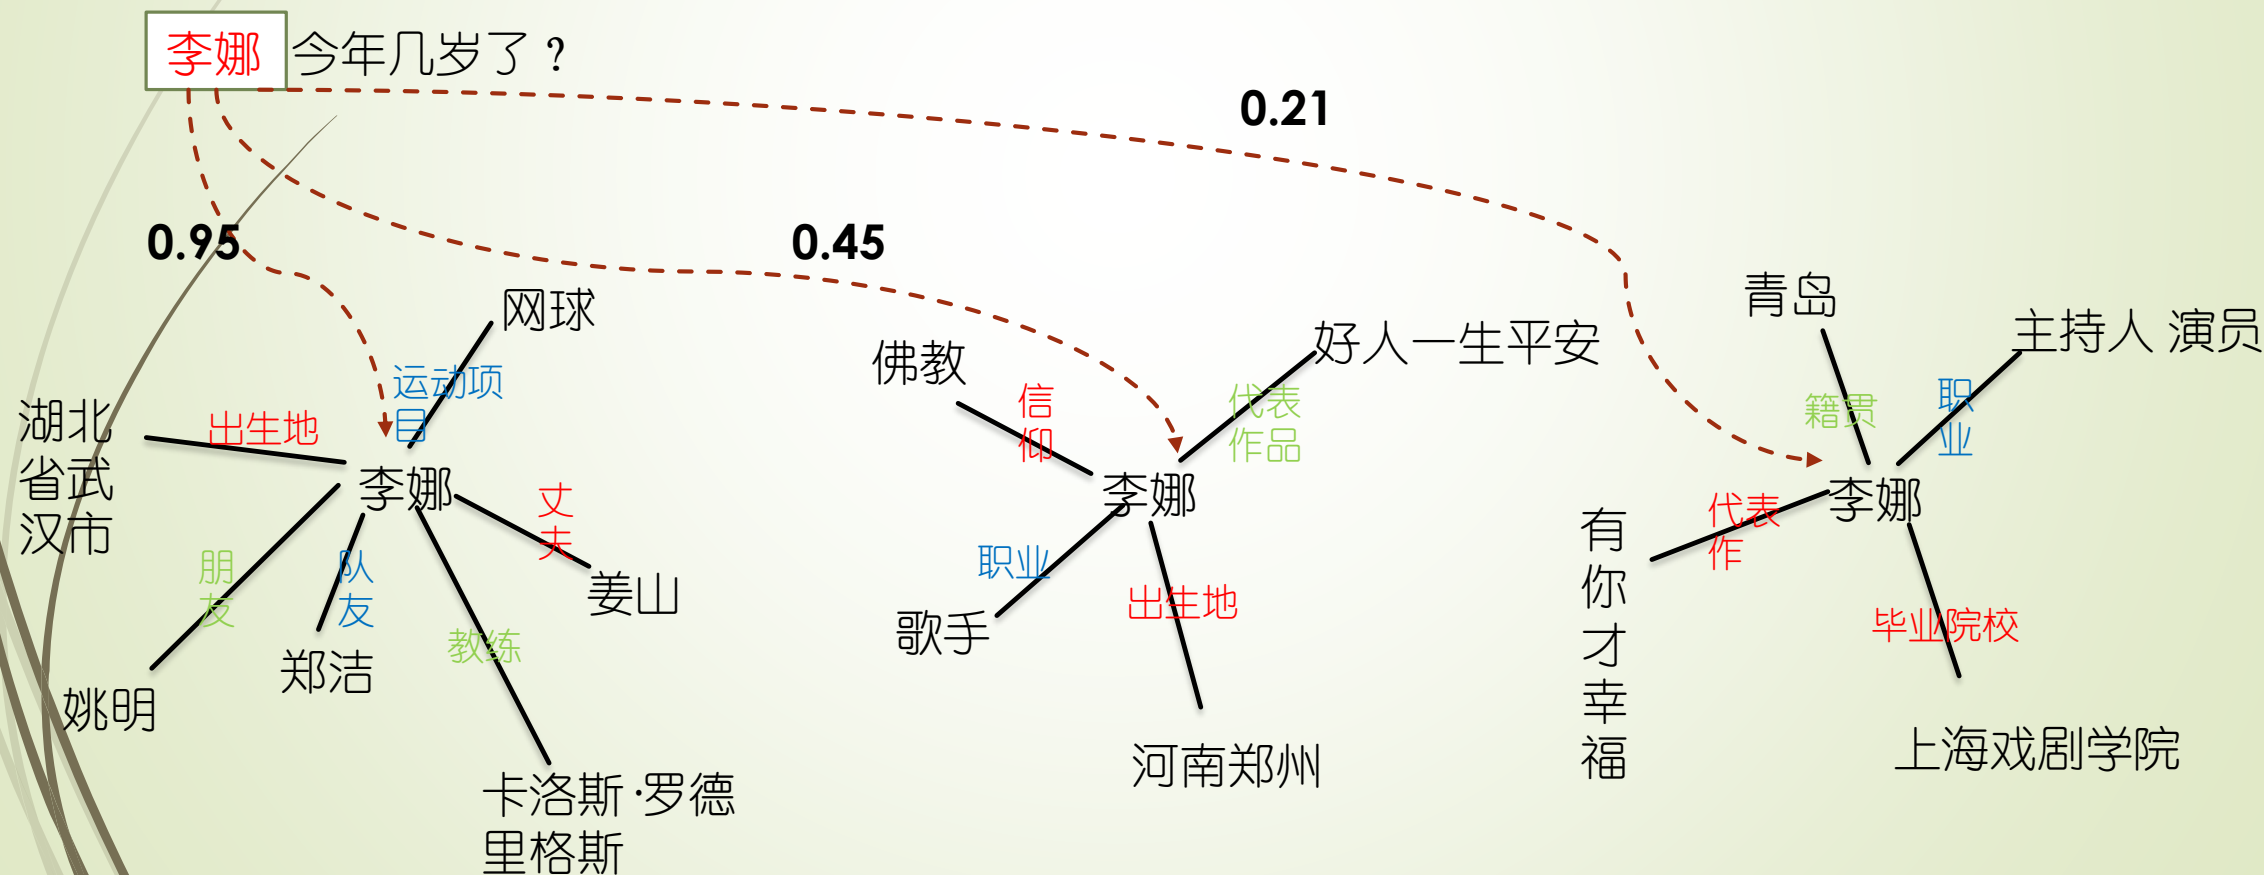 李娜 今年几岁了？
0.21
0.95
0.45
网球
运动项
目
湖北
省武
汉市
出生地
李娜
丈
夫
姜山
朋
友
姚明
队
友
郑洁
教练
卡洛斯·罗德
里格斯
佛教
信
仰
好人一生平安
代表
作品
李娜
职业
歌手
出生地
河南郑州
青岛
籍贯
主持人 演员
职
业
李娜
代表
作
有
你
才
幸
福
毕业院校
上海戏剧学院